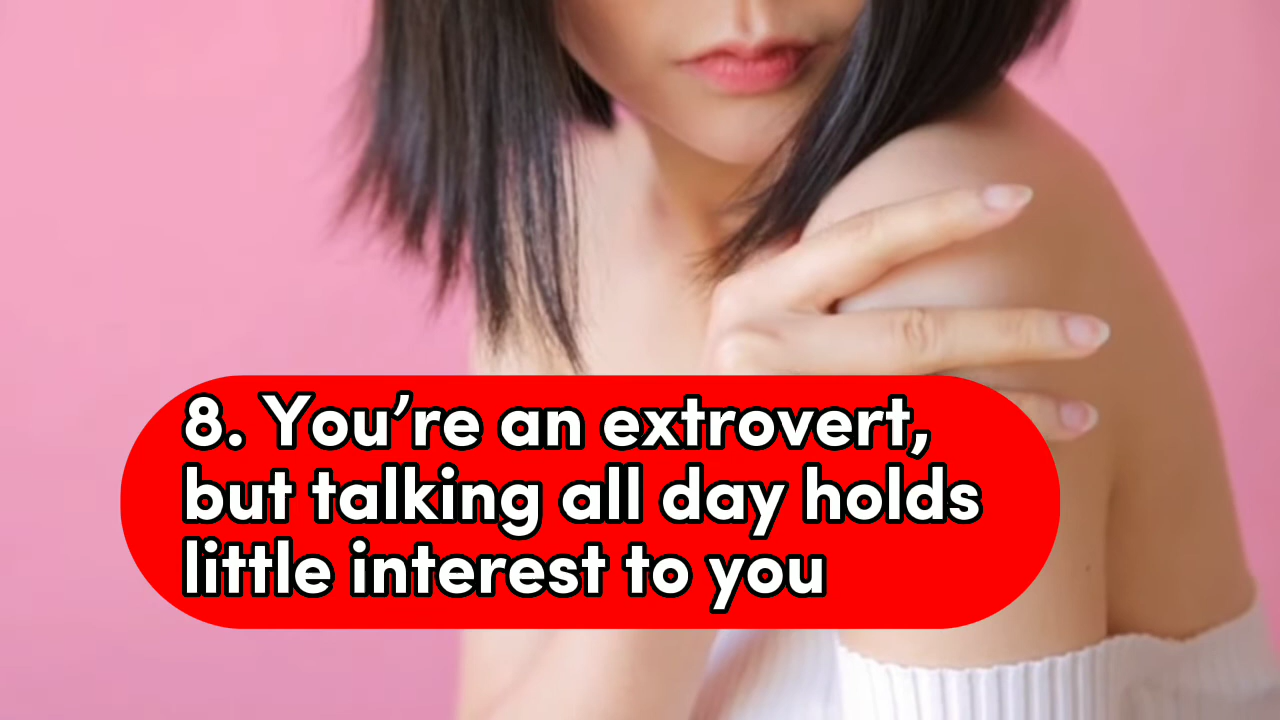 8. You’re an extrovert,
but talking all day holds
little interest to you